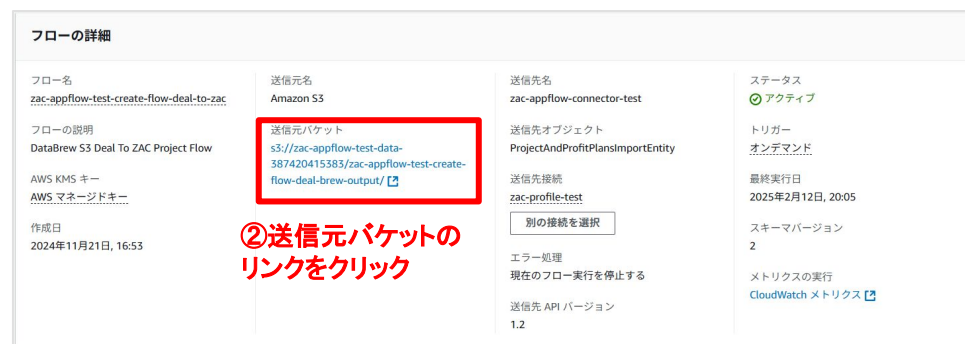 フローの詳細
フロー名
zac-appflow-test-create-flow-deal-to-zac
フローの説明
DataBrew S3 Deal To ZAC Project Flow
AWS KMS キー
AWS マネージドキー
作成日
2024年11月21日, 16:53
送信元名
Amazon S3
送信元バケット
s3://zac-appflow-test-data-
387420415383/zac-appflow-test-create-
flow-deal-brew-output/
②送信元バケットの
リンクをクリック
送信先名
zac-appflow-connector-test
送信先オブジェクト
ProjectAndProfitPlansImportEntity
送信先接続
zac-profile-test
別の接続を選択
エラー処理
現在のフロー実行を停止する
送信先 API バージョン
1.2
ステータス
アクティブ
トリガー
オンデマンド
最終実行日
2025年2月12日, 20:05
スキーマバージョン
2
メトリクスの実行
CloudWatch メトリクス